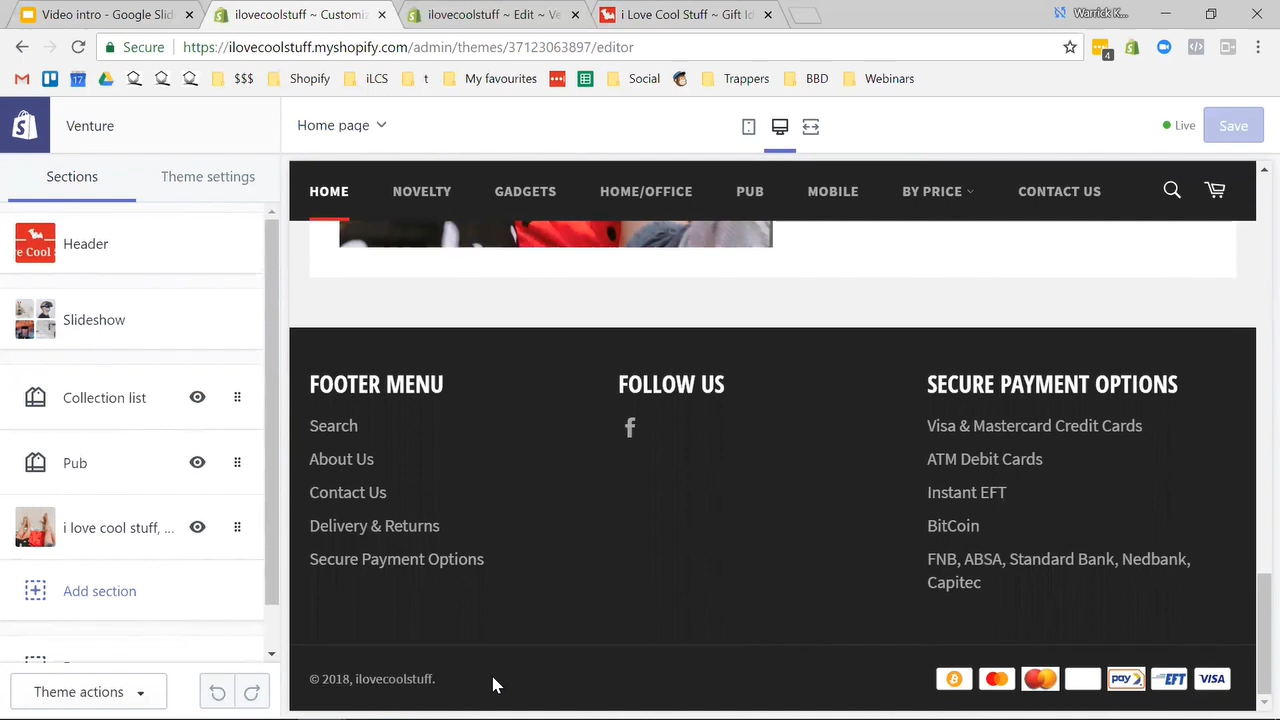 Video intro - Google Slid
ilovecoolstuff ~ Customiz
ilovecoolstuff ~ Edit ~ Ve
i Love Cool Stuff ~ Gift Id
Warrick K...
Secure
https://ilovecoolstuff.myshopify.com/admin/themes/37123063897/editor
4
17
$$$
Shopify
iLCS
t
My favourites
Social
Trappers
BBD
Webinars
Venture
Home page
Live
Save
Sections
Theme settings
HOME
NOVELTY
GADGETS
HOME/OFFICE
PUB
MOBILE
BY PRICE
CONTACT US
e Cool S
Header
Slideshow
Collection list
Pub
i love cool stuff, ...
Add section
Theme actions
FOOTER MENU
Search
About Us
Contact Us
Delivery & Returns
Secure Payment Options
FOLLOW US
SECURE PAYMENT OPTIONS
Visa & Mastercard Credit Cards
ATM Debit Cards
Instant EFT
BitCoin
FNB, ABSA, Standard Bank, Nedbank,
Capitec
© 2018, ilovecoolstuff.
pay
EFT
VISA